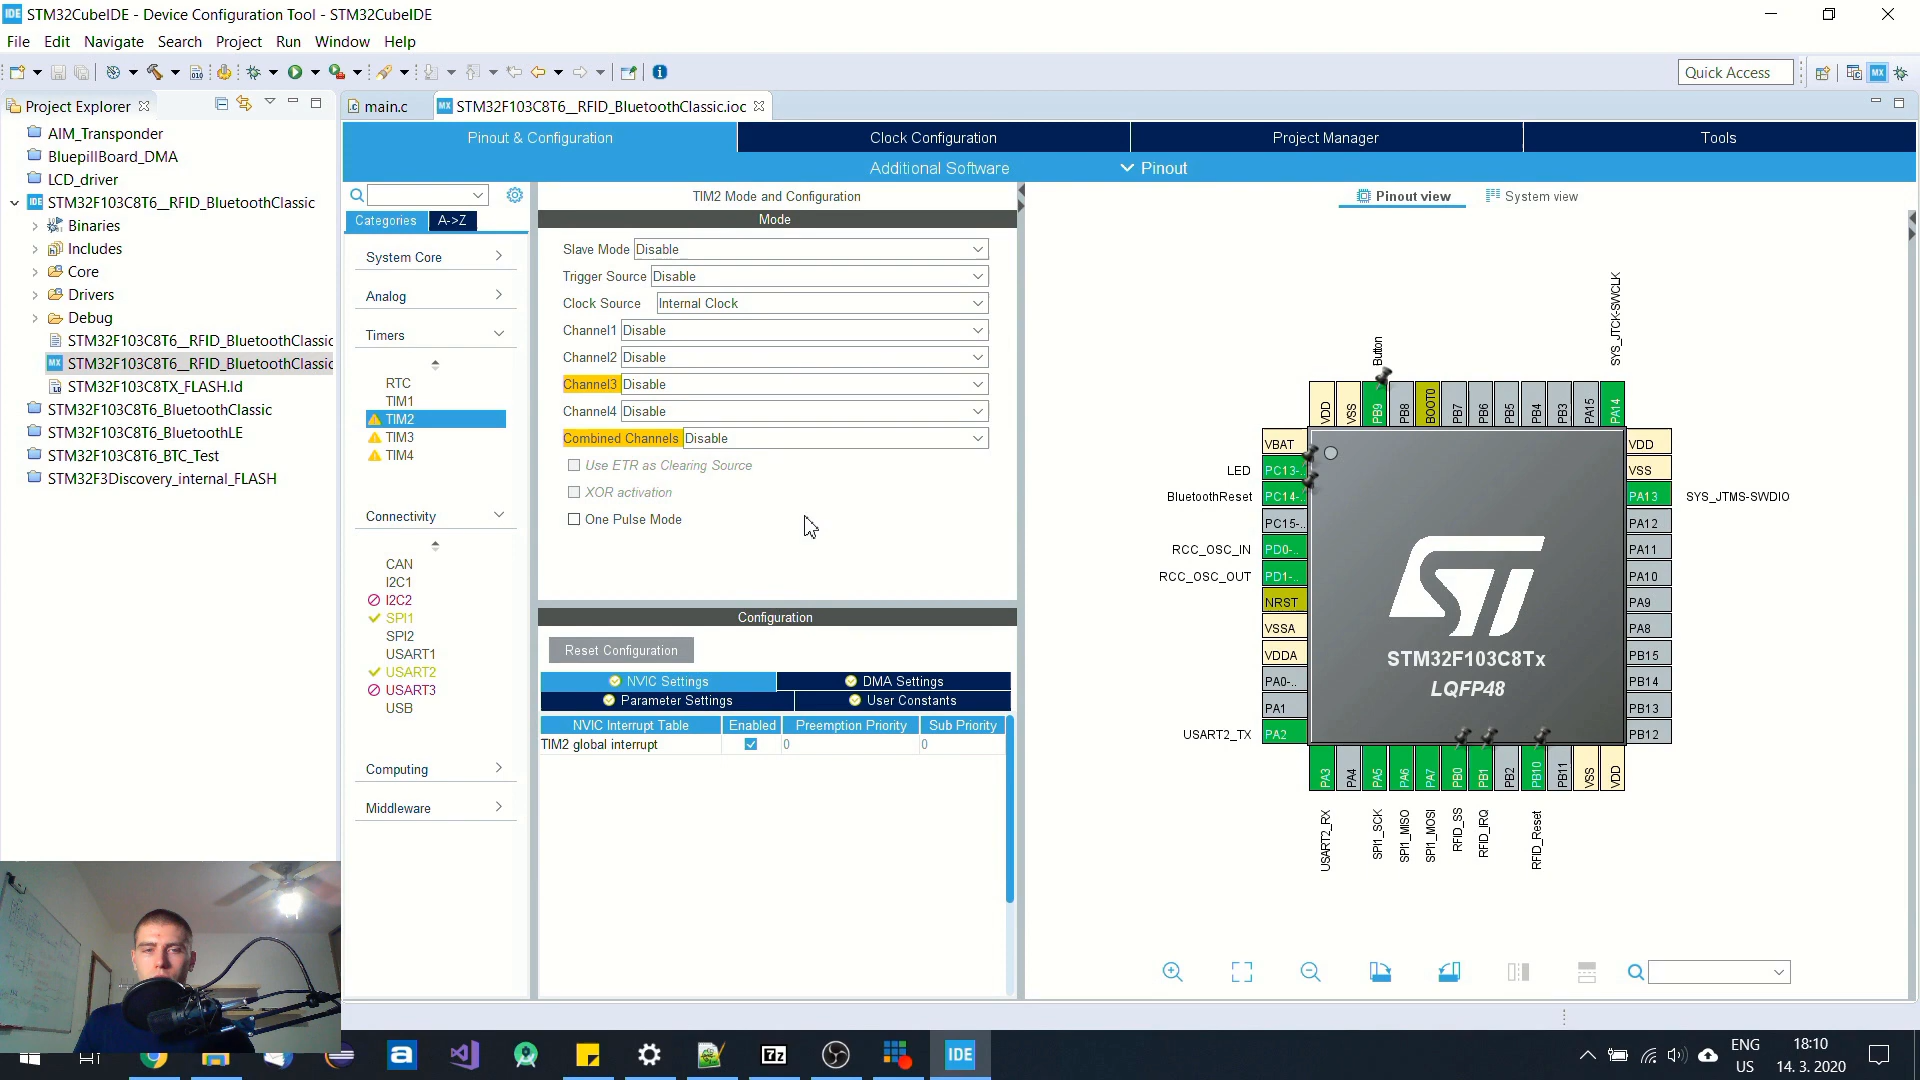 IDE STM32CubeIDE - Device Configuration Tool - STM32CubeIDE
File Edit Navigate Search Project Run Window Help
Quick Access
Project Explorer
AIM_Transponder
BluepillBoard_DMA
LCD_driver
IDE STM32F103C8T6__RFID_BluetoothClassic
Binaries
Includes
Core
Drivers
Debug
STM32F103C8T6__RFID_BluetoothClassic
MX STM32F103C8T6__RFID_BluetoothClassic
STM32F103C8TX_FLASH.ld
STM32F103C8T6_BluetoothClassic
STM32F103C8T6_BluetoothLE
STM32F103C8T6_BTC_Test
STM32F3Discovery_internal_FLASH
main.c
MX STM32F103C8T6__RFID_BluetoothClassic.ioc
Pinout & Configuration
Clock Configuration
Project Manager
Tools
Additional Software
Pinout
Categories
A->Z
System Core
Analog
Timers
RTC
TIM1
TIM2
TIM3
TIM4
Connectivity
CAN
I2C1
I2C2
SPI1
SPI2
USART1
USART2
USART3
USB
Computing
Middleware
TIM2 Mode and Configuration
Mode
Slave Mode Disable
Trigger Source Disable
Clock Source Internal Clock
Channel1 Disable
Channel2 Disable
Channel3 Disable
Channel4 Disable
Combined Channels Disable
Use ETR as Clearing Source
XOR activation
One Pulse Mode
Configuration
Reset Configuration
NVIC Settings
DMA Settings
Parameter Settings
User Constants
NVIC Interrupt Table Enabled Preemption Priority Sub Priority
TIM2 global interrupt 0 0
Pinout view
System view
Button
SYS_JTCK-SWCLK
VDD VSS PB9 PB8 BOOT0 PB7 PB6 PB5 PB4 PB3 PA15 PA14
VBAT
LED PC13-..
BluetoothReset PC14-..
PC15-..
RCC_OSC_IN PD0-..
RCC_OSC_OUT PD1-..
NRST
VSSA
VDDA
PA0-..
PA1
USART2_TX PA2
VDD
VSS
PA13 SYS_JTMS-SWDIO
PA12
PA11
PA10
PA9
PA8
PB15
PB14
PB13
PB12
ST
STM32F103C8Tx
LQFP48
PA3 PA4 PA5 PA6 PA7 PB0 PB1 PB2 PB10 PB11 VSS VDD
USART2_RX
SPI1_SCK
SPI1_MISO
SPI1_MOSI
RFID_SS
RFID_IRQ
RFID_Reset
a
7z
IDE
ENG
US
18:10
14. 3. 2020